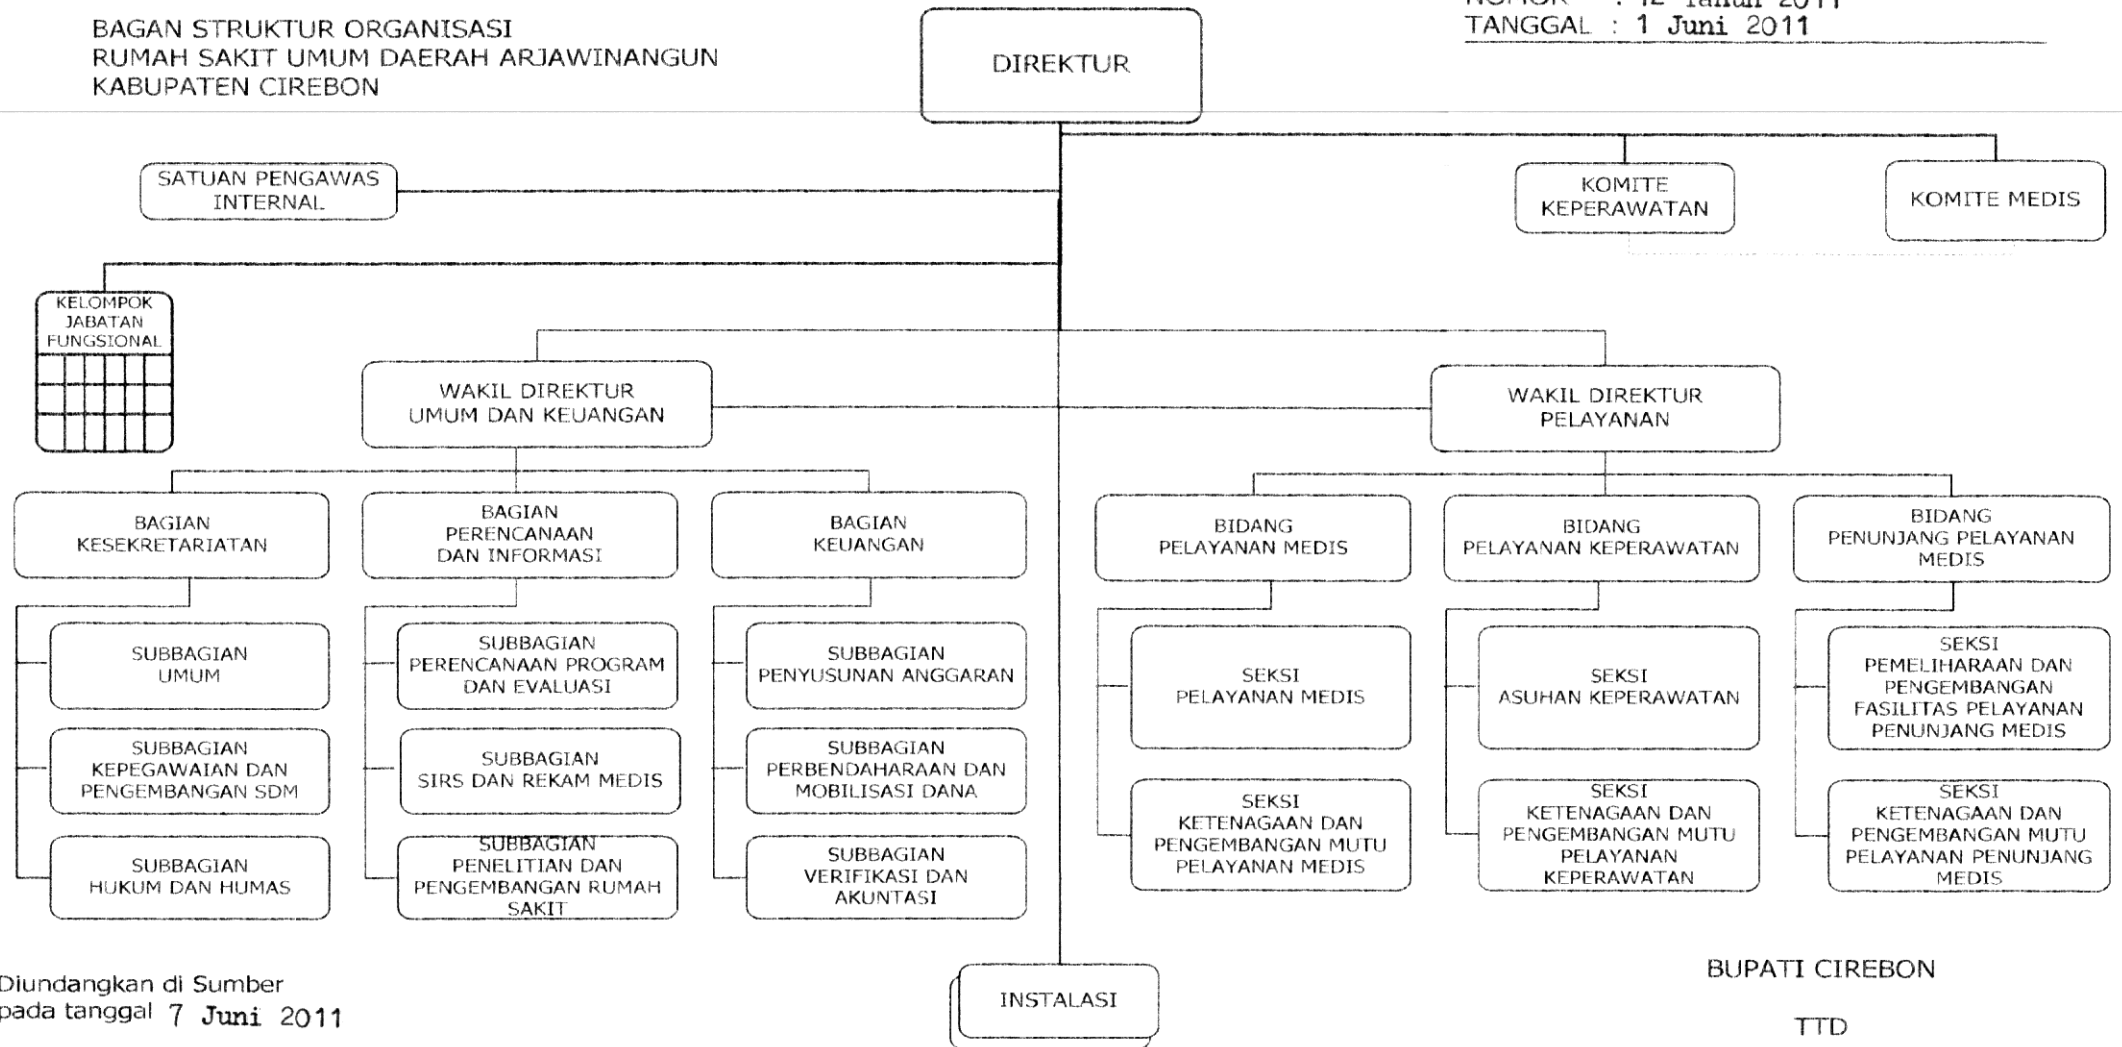 BAGAN STRUKTUR ORGANISASI
RUMAH SAKIT UMUM DAERAH ARJAWINANGUN
KABUPATEN CIREBON
NOMOR : 12 Tahun 2011
TANGGAL : 1 Juni 2011
DIREKTUR
SATUAN PENGAWAS
INTERNAL
KOMITE
KEPERAWATAN
KOMITE MEDIS
KELOMPOK
JABATAN
FUNGSIONAL
WAKIL DIREKTUR
UMUM DAN KEUANGAN
WAKIL DIREKTUR
PELAYANAN
BAGIAN
KESEKRETARIATAN
BAGIAN
PERENCANAAN
DAN INFORMASI
BAGIAN
KEUANGAN
BIDANG
PELAYANAN MEDIS
BIDANG
PELAYANAN KEPERAWATAN
BIDANG
PENUNJANG PELAYANAN
MEDIS
SUBBAGIAN
UMUM
SUBBAGIAN
PERENCANAAN PROGRAM
DAN EVALUASI
SUBBAGIAN
PENYUSUNAN ANGGARAN
SEKSI
PELAYANAN MEDIS
SEKSI
ASUHAN KEPERAWATAN
SEKSI
PEMELIHARAAN DAN
PENGEMBANGAN
FASILITAS PELAYANAN
PENUNJANG MEDIS
SUBBAGIAN
KEPEGAWAIAN DAN
PENGEMBANGAN SDM
SUBBAGIAN
SIRS DAN REKAM MEDIS
SUBBAGIAN
PERBENDAHARAAN DAN
MOBILISASI DANA
SEKSI
KETENAGAAN DAN
PENGEMBANGAN MUTU
PELAYANAN MEDIS
SEKSI
KETENAGAAN DAN
PENGEMBANGAN MUTU
PELAYANAN
KEPERAWATAN
SEKSI
KETENAGAAN DAN
PENGEMBANGAN MUTU
PELAYANAN PENUNJANG
MEDIS
SUBBAGIAN
HUKUM DAN HUMAS
SUBBAGIAN
PENELITIAN DAN
PENGEMBANGAN RUMAH
SAKIT
SUBBAGIAN
VERIFIKASI DAN
AKUNTASI
INSTALASI
Diundangkan di Sumber
pada tanggal 7 Juni 2011
BUPATI CIREBON
TTD